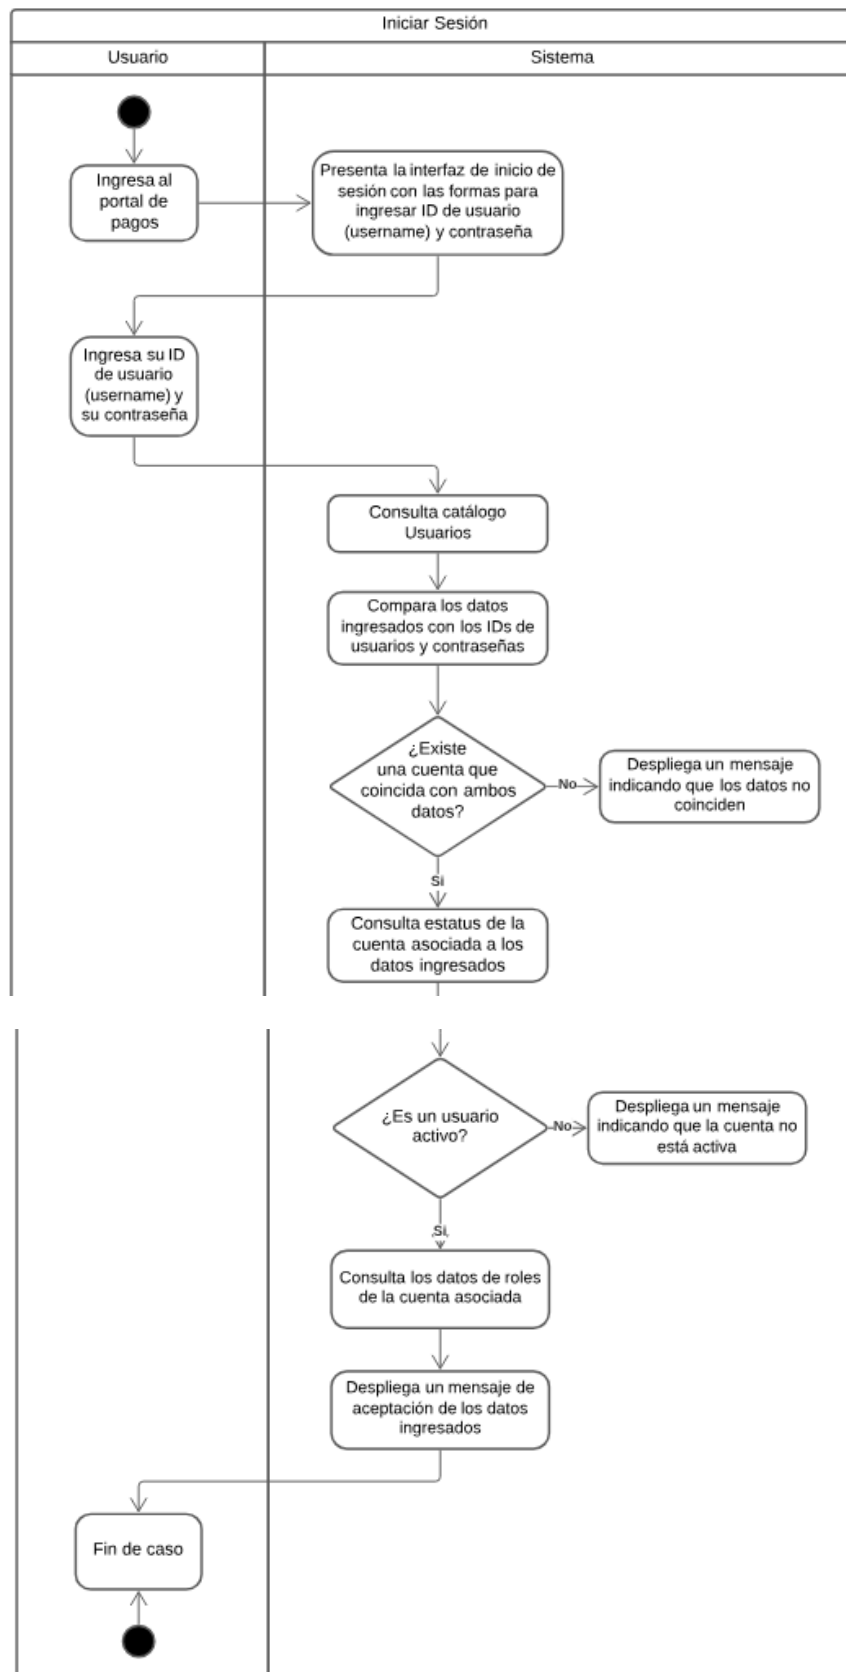 Iniciar Sesión
Usuario
Sistema
Ingresa al
portal de
pagos
Presenta la interfaz de inicio de
sesión con las formas para
ingresar ID de usuario
(username) y contraseña
Ingresa su ID
de usuario
(username) y
su contraseña
Consulta catálogo
Usuarios
Compara los datos
ingresados con los IDs de
usuarios y contraseñas
¿Existe
una cuenta que
coincida con ambos
datos?
No
Despliega un mensaje
indicando que los datos no
coinciden
Si
Consulta estatus de la
cuenta asociada a los
datos ingresados
¿Es un usuario
activo?
No
Despliega un mensaje
indicando que la cuenta no
está activa
Si
Consulta los datos de roles
de la cuenta asociada
Despliega un mensaje de
aceptación de los datos
ingresados
Fin de caso